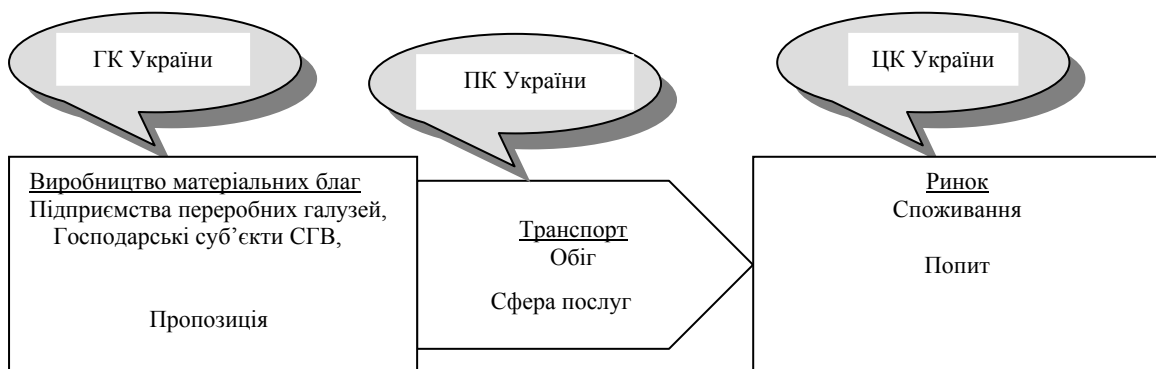 ГК України
ПК України
ЦК України
Виробництво матеріальних благ
Підприємства переробних галузей,
Господарські суб’єкти СГВ,
Пропозиція
Транспорт
Обіг
Сфера послуг
Ринок
Споживання
Попит